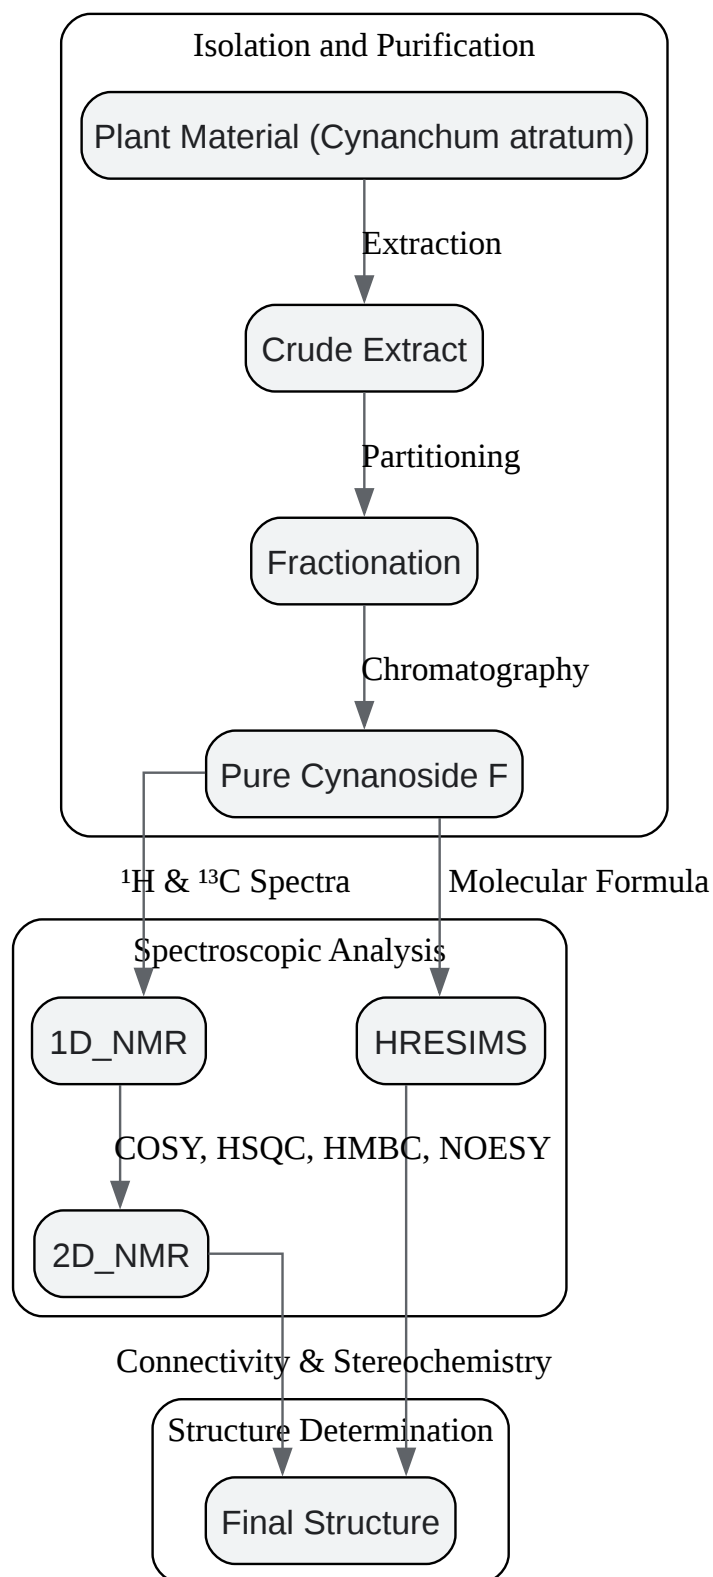 Isolation and Purification
Plant Material (Cynanchum atratum)
Extraction
Crude Extract
Partitioning
Fractionation
Chromatography
Pure Cynanoside F
¹H & ¹³C Spectra
Molecular Formula
Spectroscopic Analysis
1D_NMR
HRESIMS
COSY, HSQC, HMBC, NOESY
2D_NMR
Connectivity & Stereochemistry
Structure Determination
Final Structure